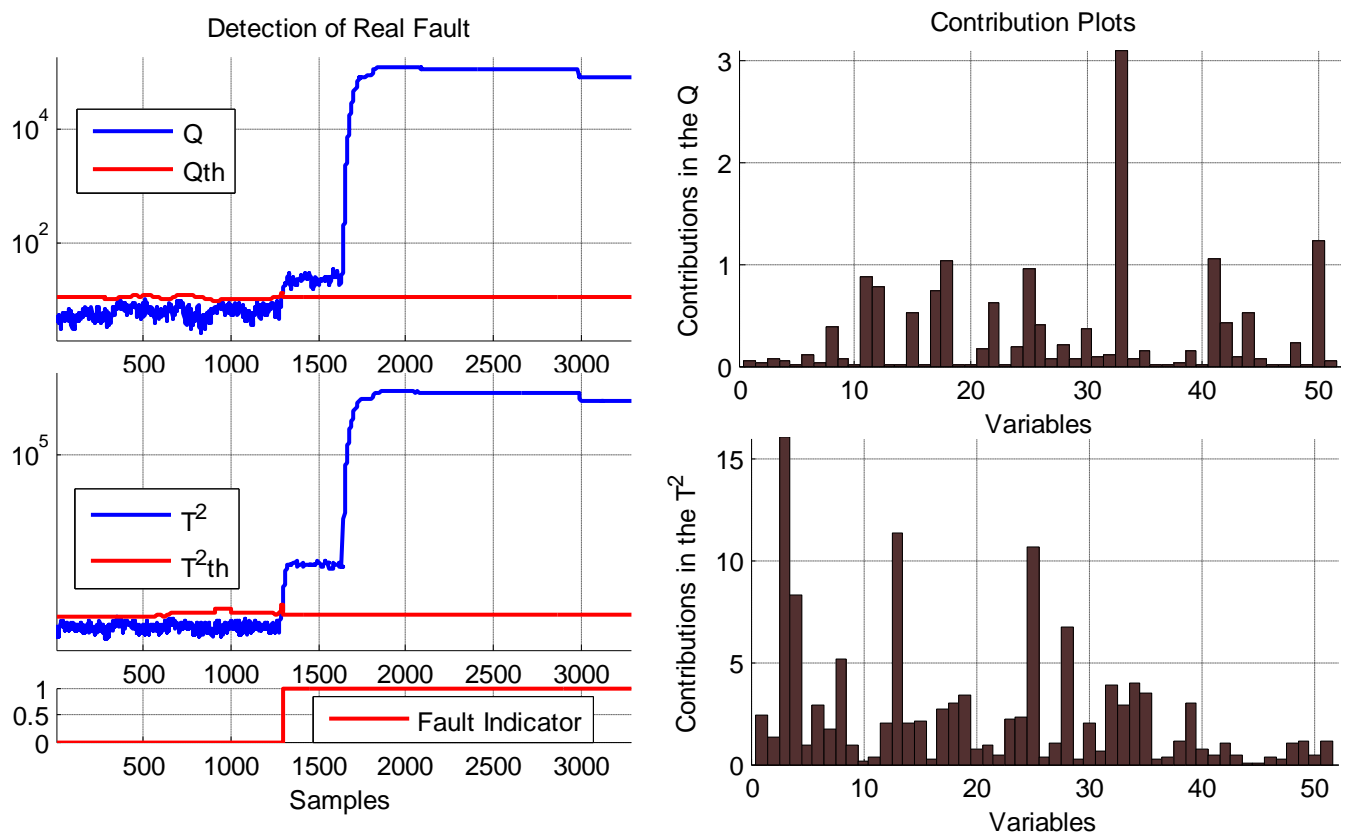 Detection of Real Fault
10^4
10^2
Q
Qth
500 1000 1500 2000 2500 3000
10^5
T^2
T^2th
500 1000 1500 2000 2500 3000
1
0.5
0
Fault Indicator
500 1000 1500 2000 2500 3000
Samples
Contribution Plots
Contributions in the Q
3
2
1
0
0 10 20 30 40 50
Variables
Contributions in the T^2
15
10
5
0
0 10 20 30 40 50
Variables